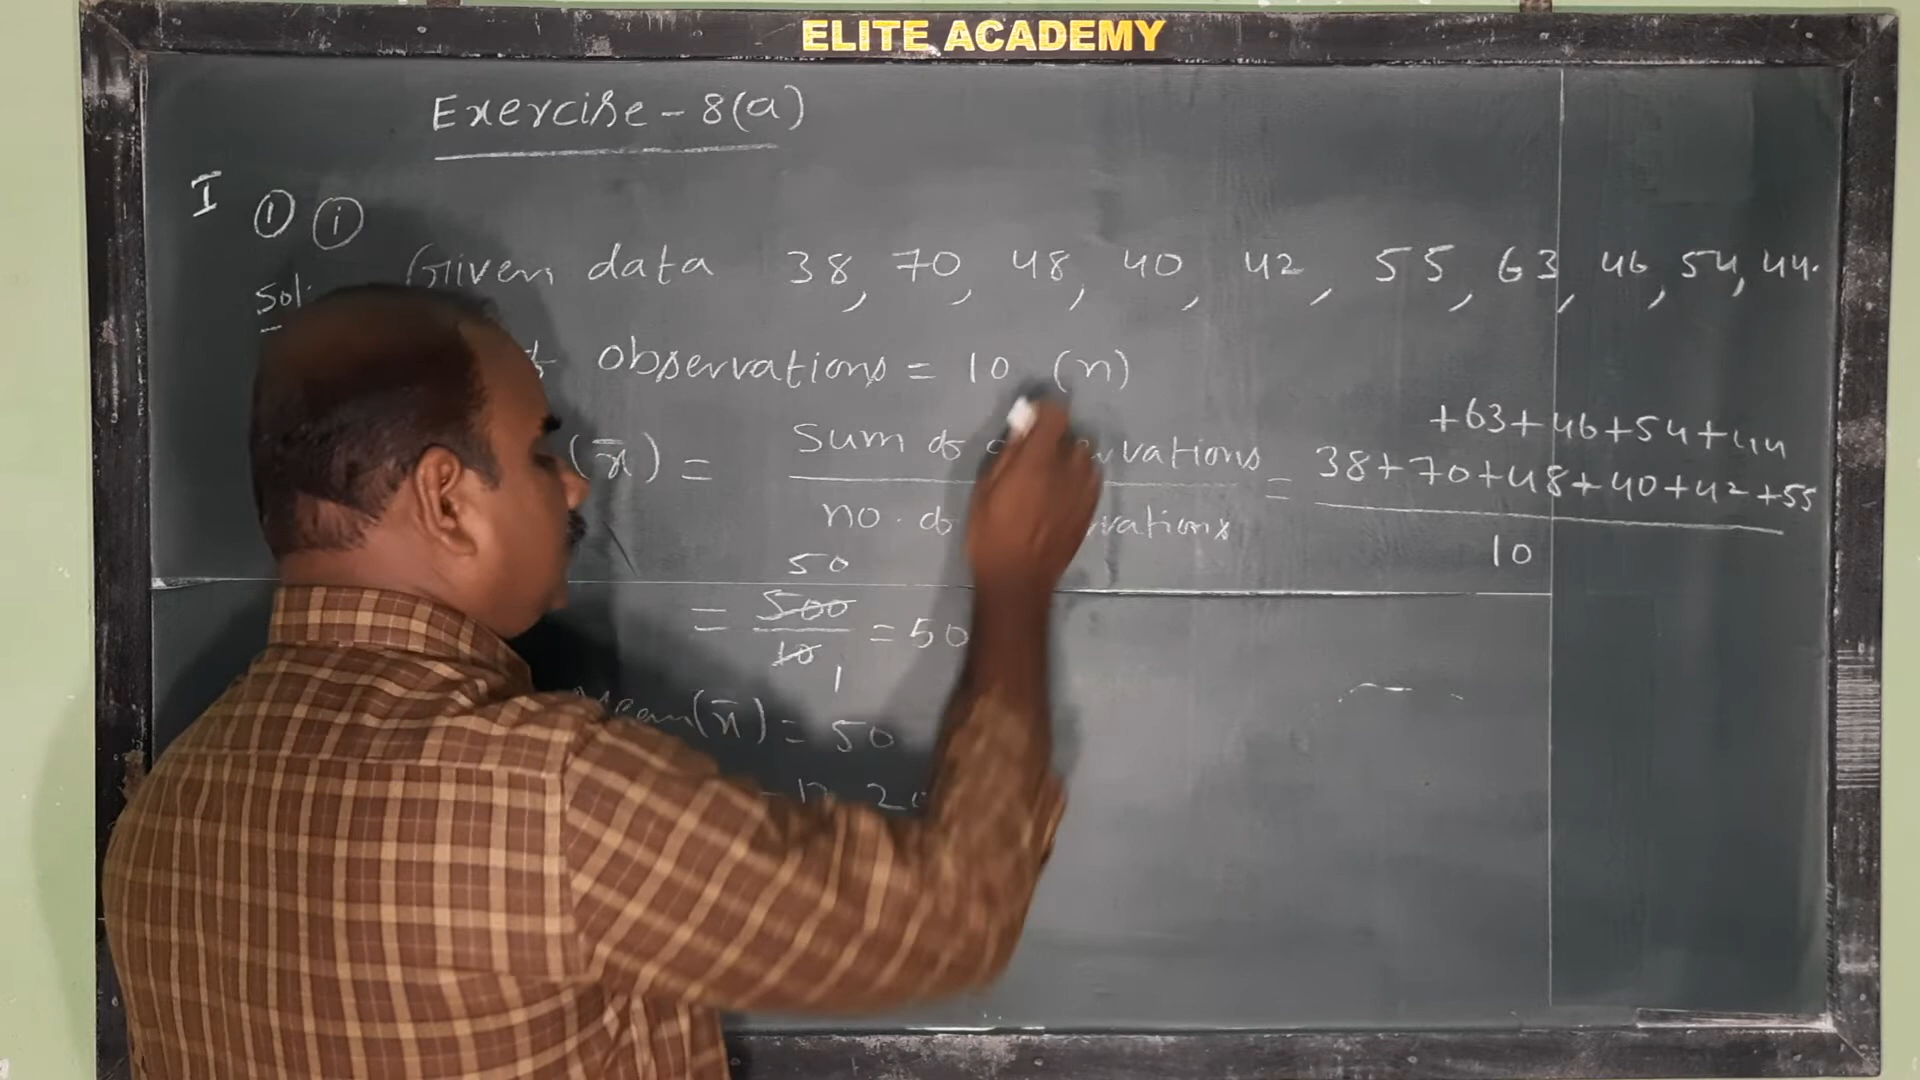 ELITE ACADEMY
Exercise - 8(a)
I ① ⓘ
Sol: Given data 38, 70, 48, 40, 42, 55, 63, 46, 54, 44.
observations = 10 (n)
+63+46+54+44
(x̄) = Sum of = 38+70+48+40+42+55
no. of 10
50
= 500 = 50
10
1
Mean(x̄) = 50